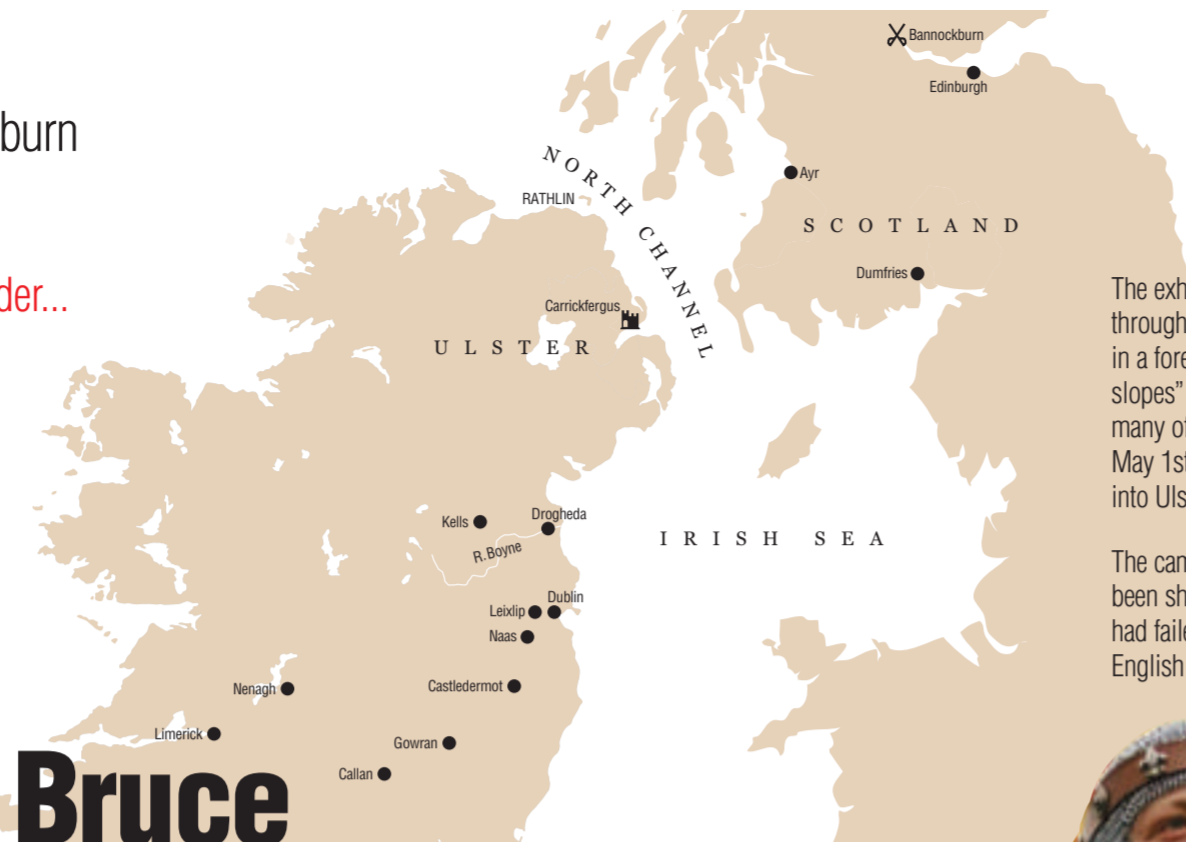 burn
der...
Bruce
Bannockburn
Edinburgh
NORTH CHANNEL
RATHLIN
Ayr
SCOTLAND
Dumfries
Carrickfergus
ULSTER
Kells
Drogheda
R. Boyne
IRISH SEA
Leixlip
Dublin
Naas
Castledermot
Nenagh
Limerick
Gowran
Callan
The exh
through
in a fore
slopes”
many of
May 1st
into Uls
The can
been sh
had faile
English